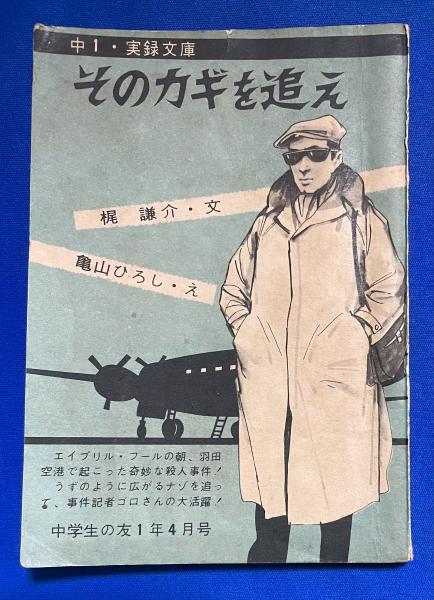 中1・実録文庫
そのカギを追え
梶 謙介・文
亀山ひろし・え
エイプリル・フールの朝、羽田
空港で起こった奇妙な殺人事件！
うずのように広がるナゾを追っ
て、事件記者ゴロさんの大活躍！
中学生の友1年4月号